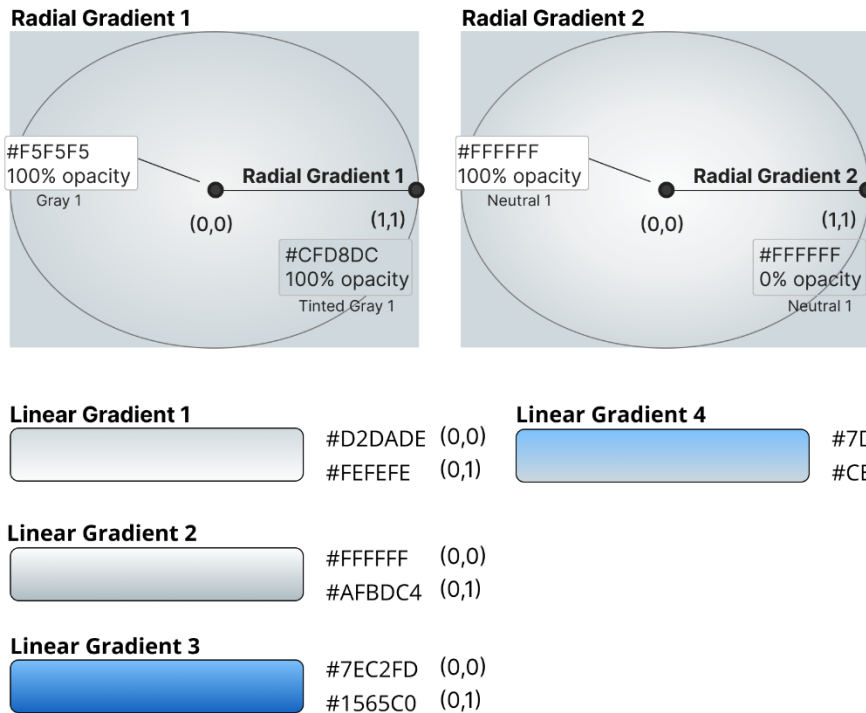 Radial Gradient 1
#F5F5F5
100% opacity
Gray 1
Radial Gradient 1
(0,0)
(1,1)
#CFD8DC
100% opacity
Tinted Gray 1
Radial Gradient 2
#FFFFFF
100% opacity
Neutral 1
Radial Gradient 2
(0,0)
(1,1)
#FFFFFF
0% opacity
Neutral 1
Linear Gradient 1
#D2DADE (0,0)
#FEFEFE (0,1)
Linear Gradient 2
#FFFFFF (0,0)
#AFBDC4 (0,1)
Linear Gradient 3
#7EC2FD (0,0)
#1565C0 (0,1)
Linear Gradient 4